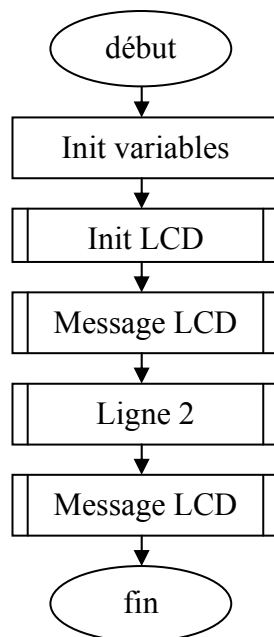 début
Init variables
Init LCD
Message LCD
Ligne 2
Message LCD
fin